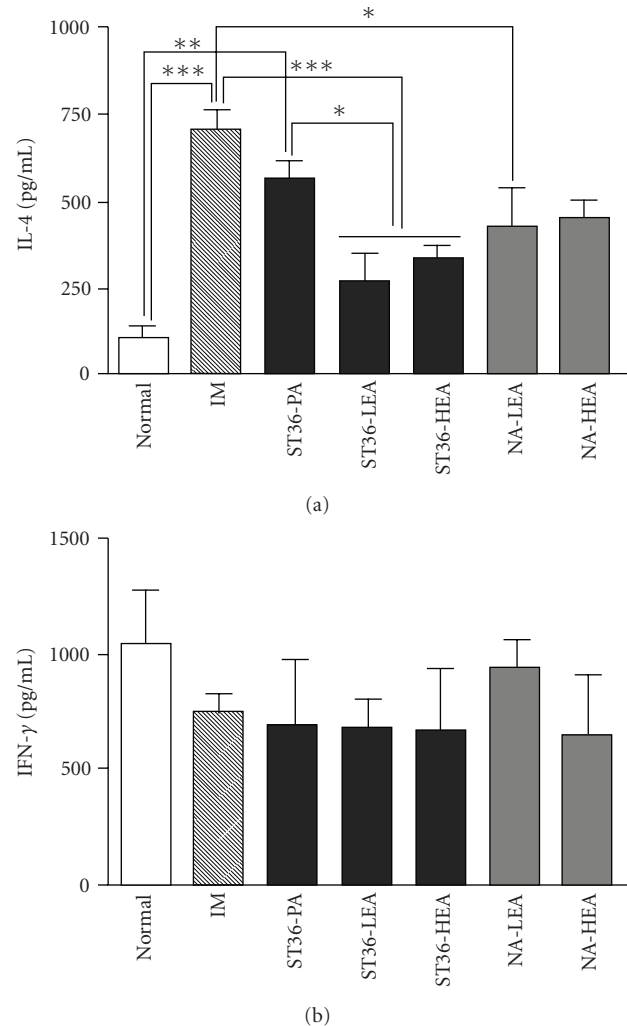 1000
750
500
250
0
IL-4 (pg/mL)
*
**
***
***
*
Normal
IM
ST36-PA
ST36-LEA
ST36-HEA
NA-LEA
NA-HEA
(a)
1500
1000
500
0
IFN-γ (pg/mL)
Normal
IM
ST36-PA
ST36-LEA
ST36-HEA
NA-LEA
NA-HEA
(b)